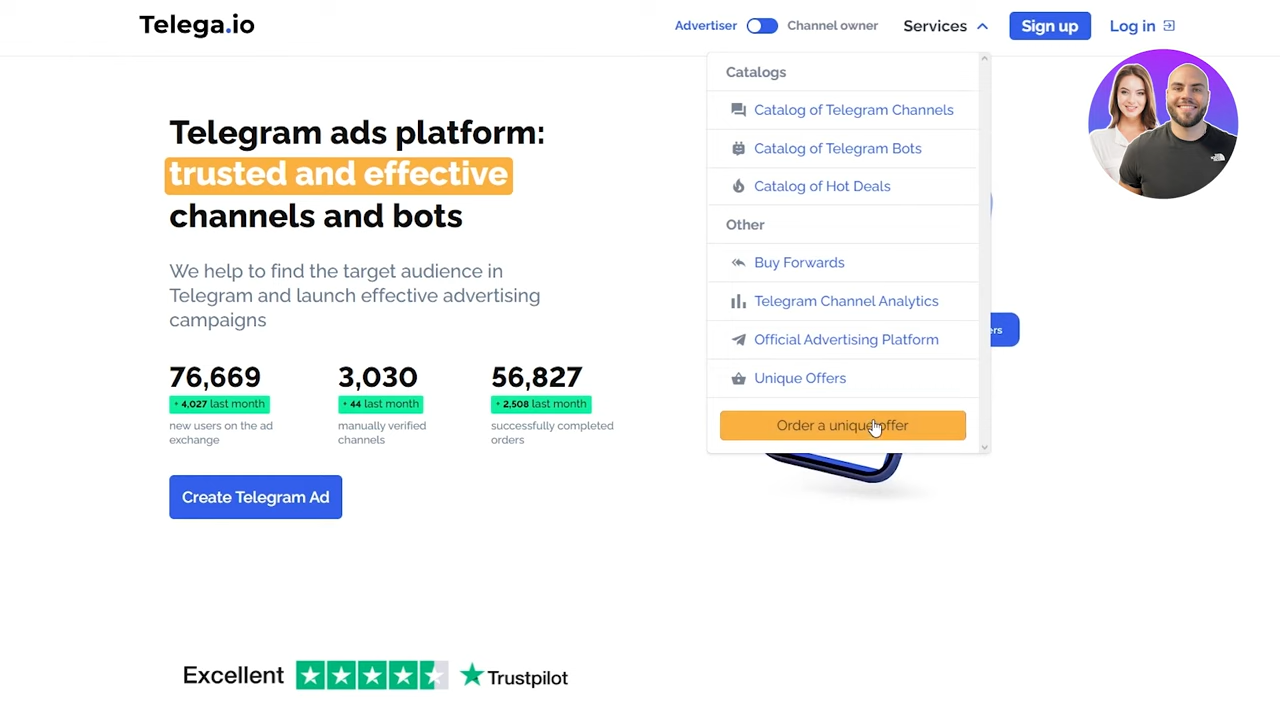 Telega.io
Advertiser
Channel owner
Services
Sign up
Log in
Catalogs
Catalog of Telegram Channels
Catalog of Telegram Bots
Catalog of Hot Deals
Other
Buy Forwards
Telegram Channel Analytics
Official Advertising Platform
Unique Offers
Order a unique offer
Telegram ads platform:
trusted and effective
channels and bots
We help to find the target audience in
Telegram and launch effective advertising
campaigns
76,669
+ 4,027 last month
new users on the ad
exchange
3,030
+ 44 last month
manually verified
channels
56,827
+ 2,508 last month
successfully completed
orders
Create Telegram Ad
Excellent
Trustpilot